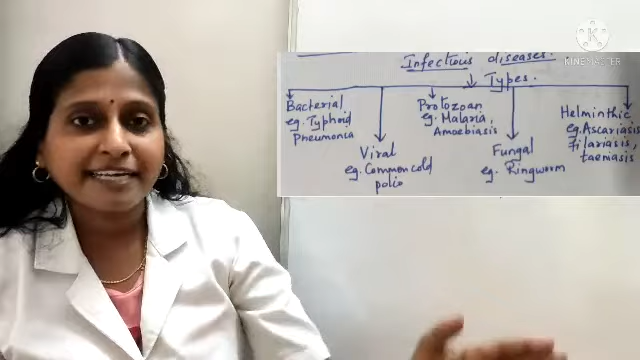 Infectious diseases.
Types.
Bacterial
eg. Typhoid
Pneumonia
Viral
eg. Common cold
polio
Protozoan
eg. Malaria,
Amoebiasis
Fungal
eg. Ringworm
Helminthic
eg. Ascariasis
Filariasis,
taemasis
KINEMASTER